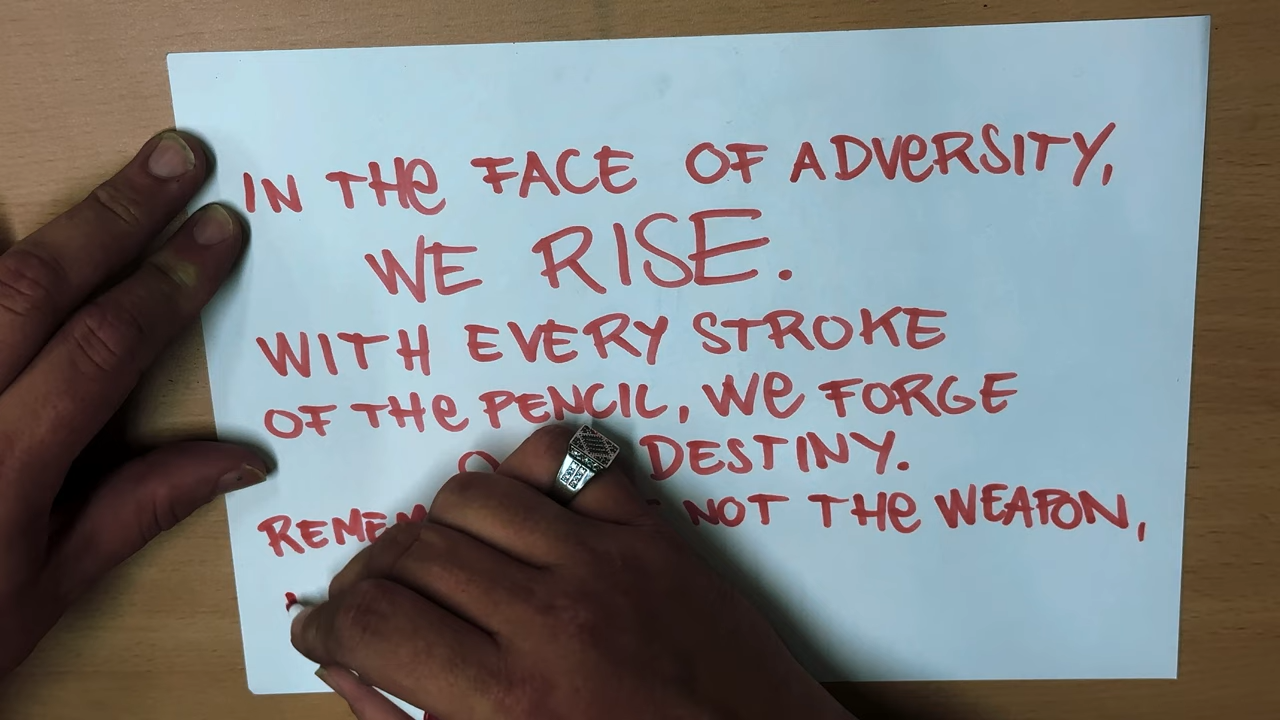 IN THE FACE OF ADVERSITY,
WE RISE.
WITH EVERY STROKE
OF THE PENCIL, WE FORGE
DESTINY.
NOT THE WEAPON,